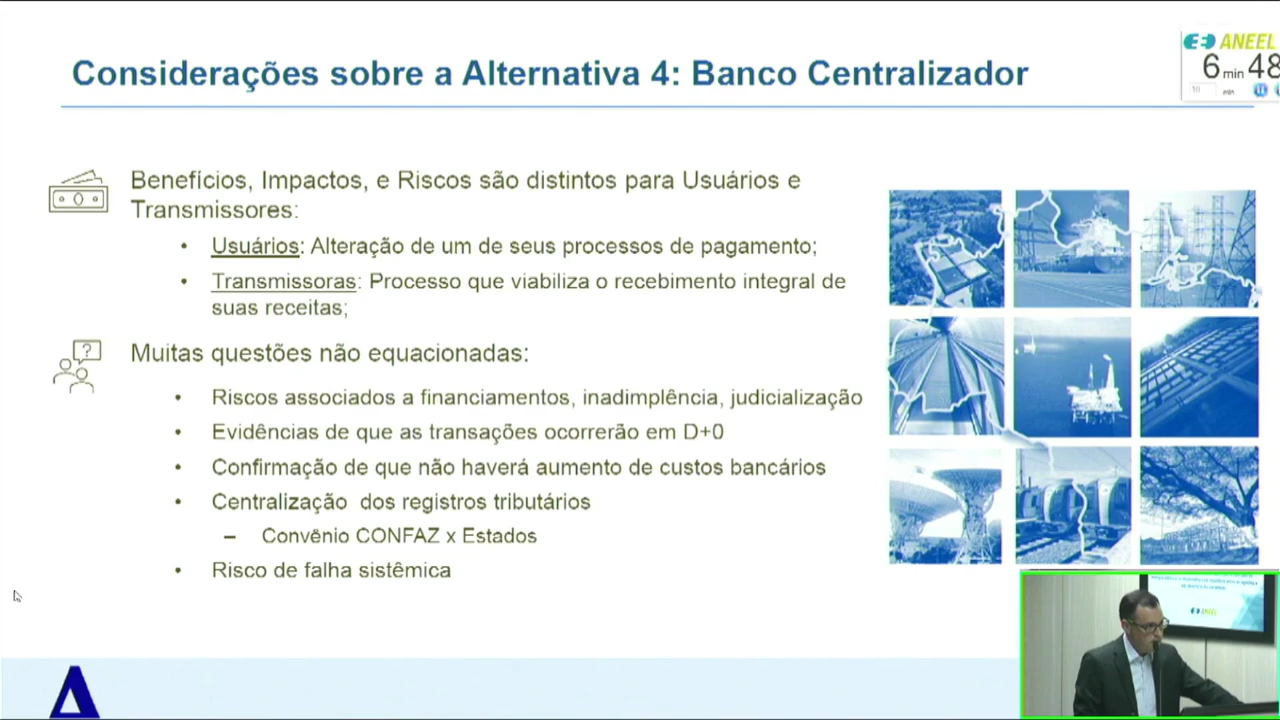 Considerações sobre a Alternativa 4: Banco Centralizador
ANEEL
6 min 48
10 min
Benefícios, Impactos, e Riscos são distintos para Usuários e
Transmissores:
• Usuários: Alteração de um de seus processos de pagamento;
• Transmissoras: Processo que viabiliza o recebimento integral de
suas receitas;
?
Muitas questões não equacionadas:
• Riscos associados a financiamentos, inadimplência, judicialização
• Evidências de que as transações ocorrerão em D+0
• Confirmação de que não haverá aumento de custos bancários
• Centralização dos registros tributários
– Convênio CONFAZ x Estados
• Risco de falha sistêmica
ANEEL